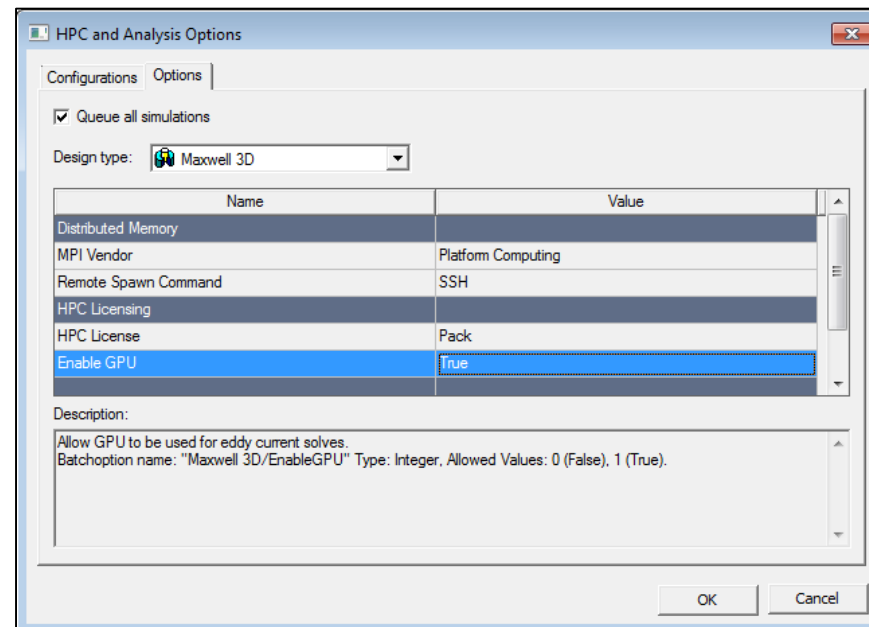 HPC and Analysis Options
Configurations Options
Queue all simulations
Design type: Maxwell 3D
Name Value
Distributed Memory
MPI Vendor Platform Computing
Remote Spawn Command SSH
HPC Licensing
HPC License Pack
Enable GPU True
Description:
Allow GPU to be used for eddy current solves.
Batchoption name: "Maxwell 3D/EnableGPU" Type: Integer, Allowed Values: 0 (False), 1 (True).
OK Cancel